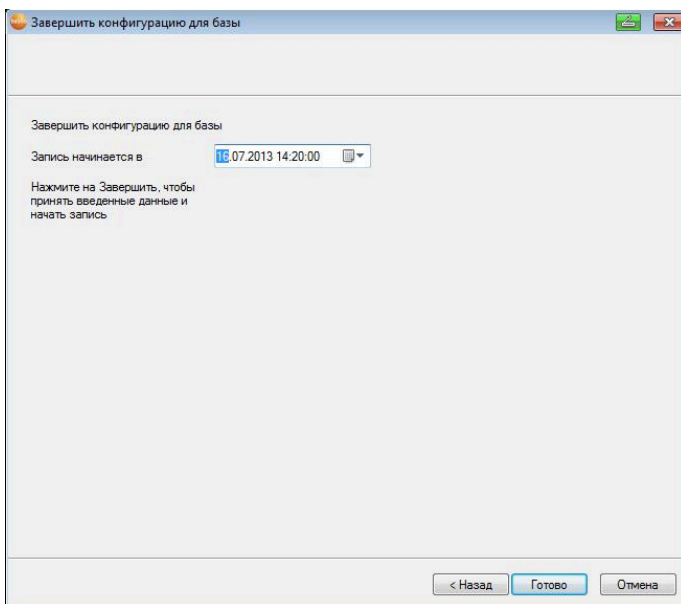 Завершить конфигурацию для базы
Завершить конфигурацию для базы
Запись начинается в 16.07.2013 14:20:00
Нажмите на Завершить, чтобы
принять введенные данные и
начать запись
< Назад Готово Отмена